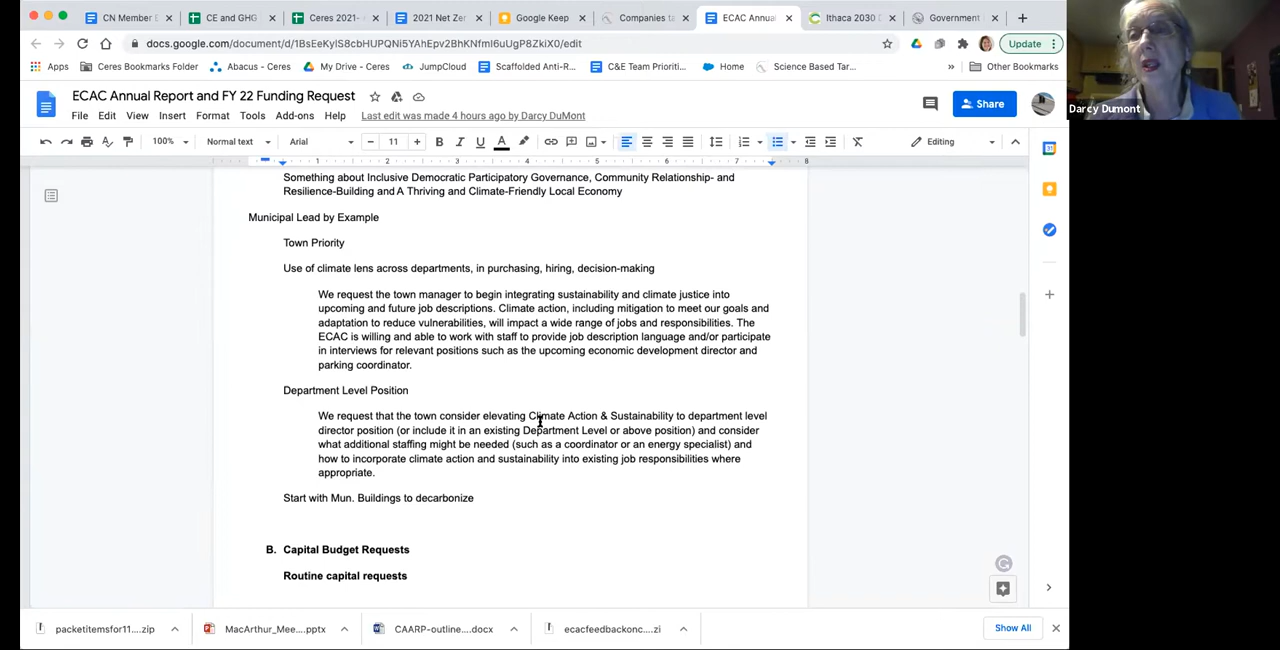 CN Member D
CE and GHG
Ceres 2021-
2021 Net Zer
Google Keep
Companies ta
ECAC Annual
Ithaca 2030 D
Government
docs.google.com/document/d/1BsEeKyIS8cbHUPQNi5YAhEpv2BhKNfmI6uUgP8ZkiX0/edit
Update
Apps
Ceres Bookmarks Folder
Abacus - Ceres
My Drive - Ceres
JumpCloud
Scaffolded Anti-R...
C&E Team Prioriti...
Home
Science Based Tar...
»
Other Bookmarks
Darcy Dumont
ECAC Annual Report and FY 22 Funding Request
Share
File Edit View Insert Format Tools Add-ons Help Last edit was made 4 hours ago by Darcy DuMont
100% Normal text Arial 11 B I U A Editing
1 2 3 4 5 6 7 8
Something about Inclusive Democratic Participatory Governance, Community Relationship- and
Resilience-Building and A Thriving and Climate-Friendly Local Economy
Municipal Lead by Example
Town Priority
Use of climate lens across departments, in purchasing, hiring, decision-making
We request the town manager to begin integrating sustainability and climate justice into
upcoming and future job descriptions. Climate action, including mitigation to meet our goals and
adaptation to reduce vulnerabilities, will impact a wide range of jobs and responsibilities. The
ECAC is willing and able to work with staff to provide job description language and/or participate
in interviews for relevant positions such as the upcoming economic development director and
parking coordinator.
Department Level Position
We request that the town consider elevating Climate Action & Sustainability to department level
director position (or include it in an existing Department Level or above position) and consider
what additional staffing might be needed (such as a coordinator or an energy specialist) and
how to incorporate climate action and sustainability into existing job responsibilities where
appropriate.
Start with Mun. Buildings to decarbonize
B. Capital Budget Requests
Routine capital requests
packetitemsfor11....zip
MacArthur_Mee....pptx
CAARP-outline....docx
ecacfeedbackonc....zi
Show All